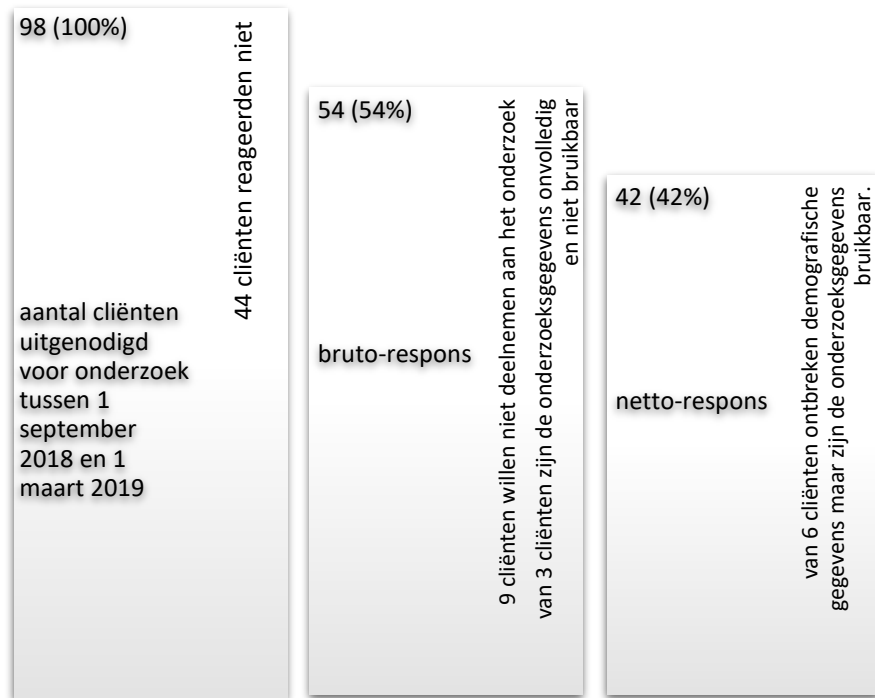 98 (100%)
aantal cliënten
uitgenodigd
voor onderzoek
tussen 1
september
2018 en 1
maart 2019
44 cliënten reageerden niet
54 (54%)
bruto-respons
9 cliënten willen niet deelnemen aan het onderzoek
van 3 cliënten zijn de onderzoeksgegevens onvolledig
en niet bruikbaar
42 (42%)
netto-respons
van 6 cliënten ontbreken demografische
gegevens maar zijn de onderzoeksgegevens
bruikbaar.